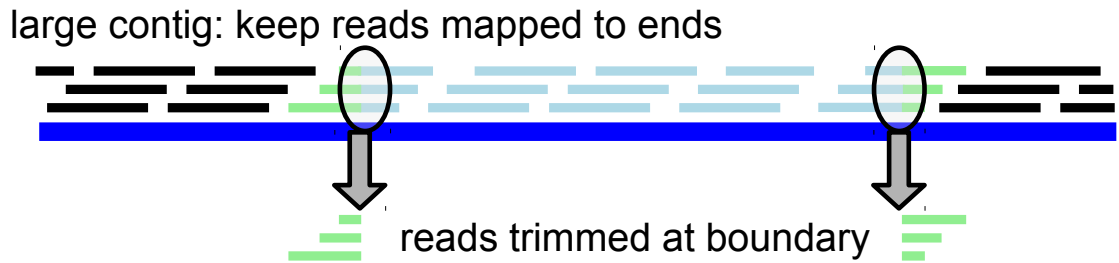 large contig: keep reads mapped to ends
reads trimmed at boundary